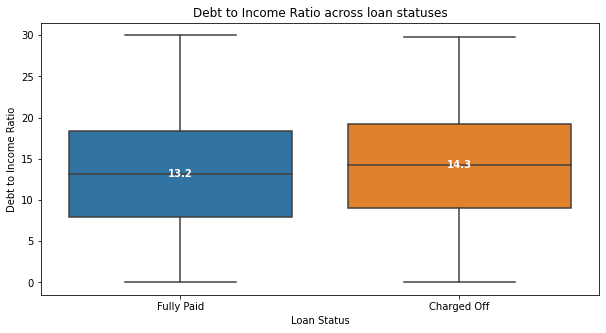 Debt to Income Ratio across loan statuses
Debt to Income Ratio
30
25
20
15
10
5
0
13.2
14.3
Fully Paid
Charged Off
Loan Status